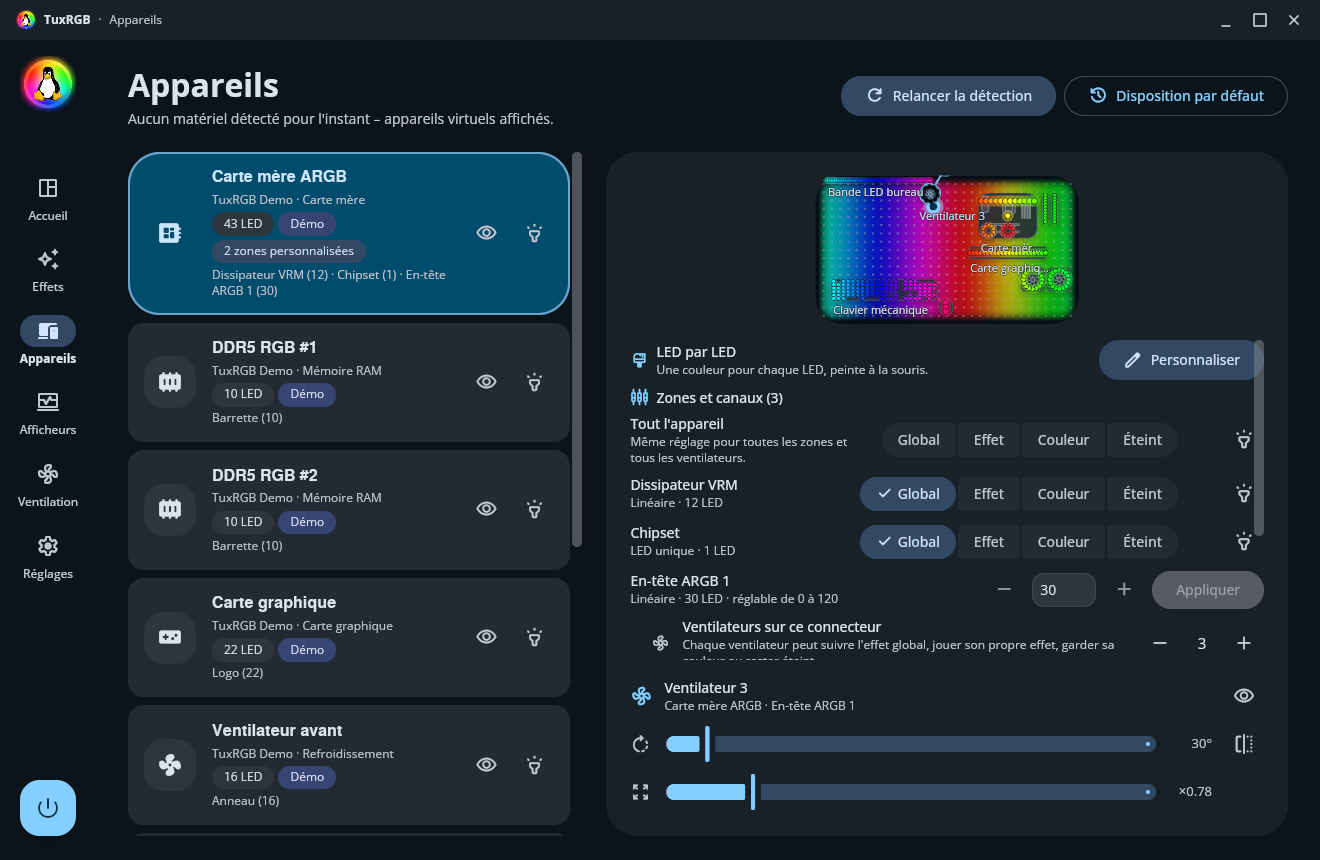 TuxRGB · Appareils
Appareils
Aucun matériel détecté pour l'instant – appareils virtuels affichés.
Relancer la détection
Disposition par défaut
Accueil
Effets
Appareils
Afficheurs
Ventilation
Réglages
Carte mère ARGB
TuxRGB Demo · Carte mère
43 LED Démo
2 zones personnalisées
Dissipateur VRM (12) · Chipset (1) · En-tête
ARGB 1 (30)
DDR5 RGB #1
TuxRGB Demo · Mémoire RAM
10 LED Démo
Barrette (10)
DDR5 RGB #2
TuxRGB Demo · Mémoire RAM
10 LED Démo
Barrette (10)
Carte graphique
TuxRGB Demo · Carte graphique
22 LED Démo
Logo (22)
Ventilateur avant
TuxRGB Demo · Refroidissement
16 LED Démo
Anneau (16)
Bande LED bureau
Ventilateur 3
Carte mèr...
Carte graphiq...
Clavier mécanique
LED par LED
Une couleur pour chaque LED, peinte à la souris.
Personnaliser
Zones et canaux (3)
Tout l'appareil
Même réglage pour toutes les zones et
tous les ventilateurs.
Global Effet Couleur Éteint
Dissipateur VRM
Linéaire · 12 LED
Global Effet Couleur Éteint
Chipset
LED unique · 1 LED
Global Effet Couleur Éteint
En-tête ARGB 1
Linéaire · 30 LED · réglable de 0 à 120
30
Appliquer
Ventilateurs sur ce connecteur
Chaque ventilateur peut suivre l'effet global, jouer son propre effet, garder sa
couleur ou rester éteint.
3
Ventilateur 3
Carte mère ARGB · En-tête ARGB 1
30°
×0.78